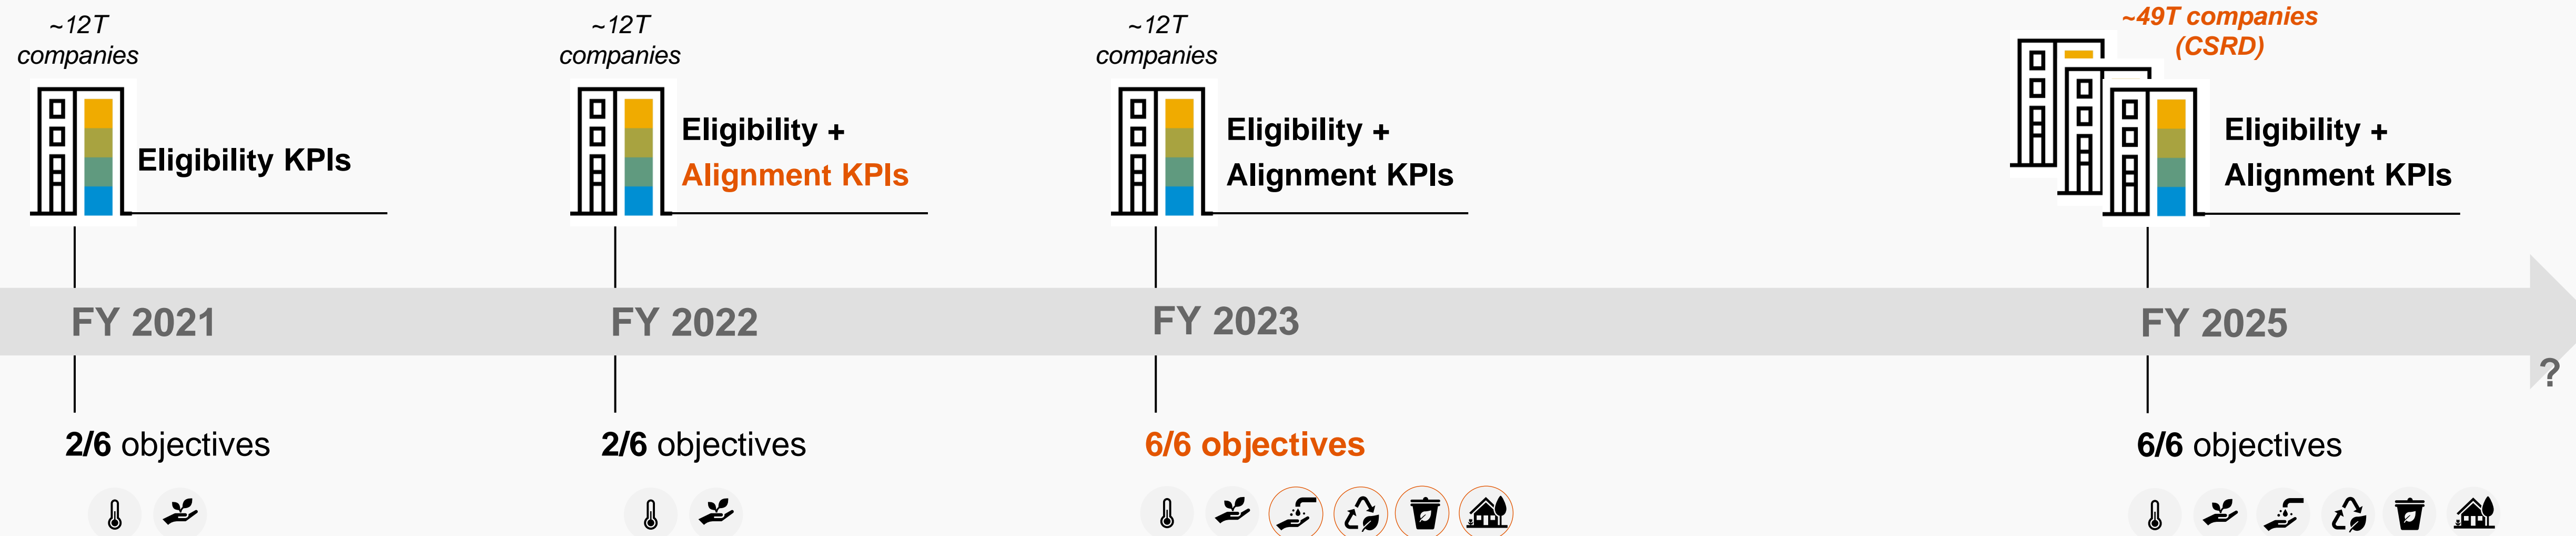 ~12T
companies
Eligibility KPIs
~12T
companies
Eligibility +
Alignment KPIs
~12T
companies
Eligibility +
Alignment KPIs
~49T companies
(CSRD)
Eligibility +
Alignment KPIs
FY 2021
FY 2022
FY 2023
FY 2025
?
2/6 objectives
2/6 objectives
6/6 objectives
6/6 objectives